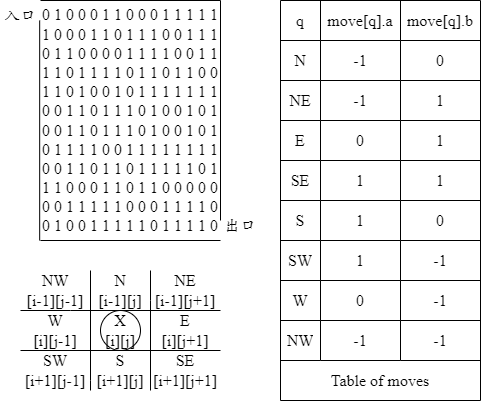 入口 0 1 0 0 0 1 1 0 0 0 1 1 1 1 1
1 0 0 0 1 1 0 1 1 1 0 0 1 1 1
0 1 1 0 0 0 0 1 1 1 1 0 0 1 1
1 1 0 1 1 1 1 0 1 1 0 1 1 0 0
1 1 0 1 0 0 1 0 1 1 1 1 1 1 1
0 0 1 1 0 1 1 1 0 1 0 0 1 0 1
0 0 1 1 0 1 1 1 0 1 0 0 1 0 1
0 1 1 1 1 0 0 1 1 1 1 1 1 1 1
0 0 1 1 0 1 1 0 1 1 1 1 1 0 1
1 1 0 0 0 1 1 0 1 1 0 0 0 0 0
0 0 1 1 1 1 1 0 0 0 1 1 1 1 0
0 1 0 0 1 1 1 1 1 0 1 1 1 1 0 出口
NW N NE
[i-1][j-1] [i-1][j] [i-1][j+1]
W X E
[i][j-1] [i][j] [i][j+1]
SW S SE
[i+1][j-1] [i+1][j] [i+1][j+1]
q move[q].a move[q].b
N -1 0
NE -1 1
E 0 1
SE 1 1
S 1 0
SW 1 -1
W 0 -1
NW -1 -1
Table of moves